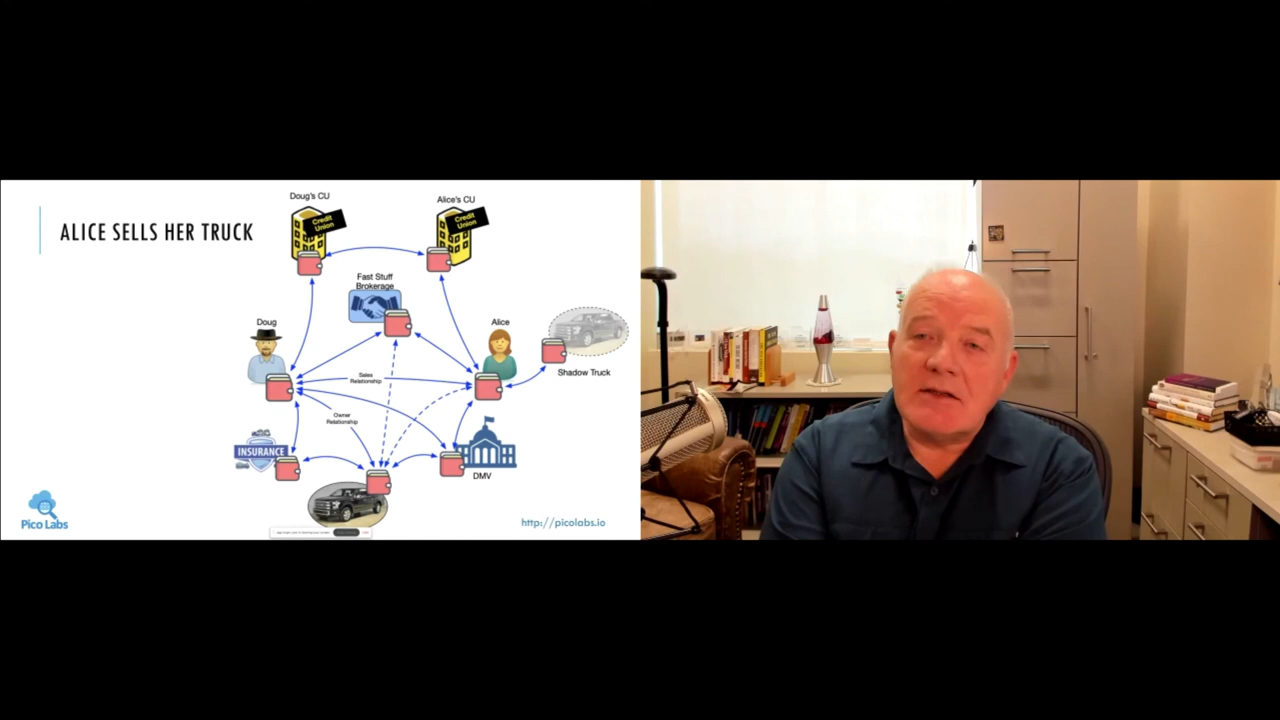 ALICE SELLS HER TRUCK
Doug's CU
Alice's CU
Credit
Union
Credit
Union
Fast Stuff
Brokerage
Doug
Alice
Shadow Truck
Sales
Relationship
Owner
Relationship
INSURANCE
DMV
Pico Labs
http://picolabs.io